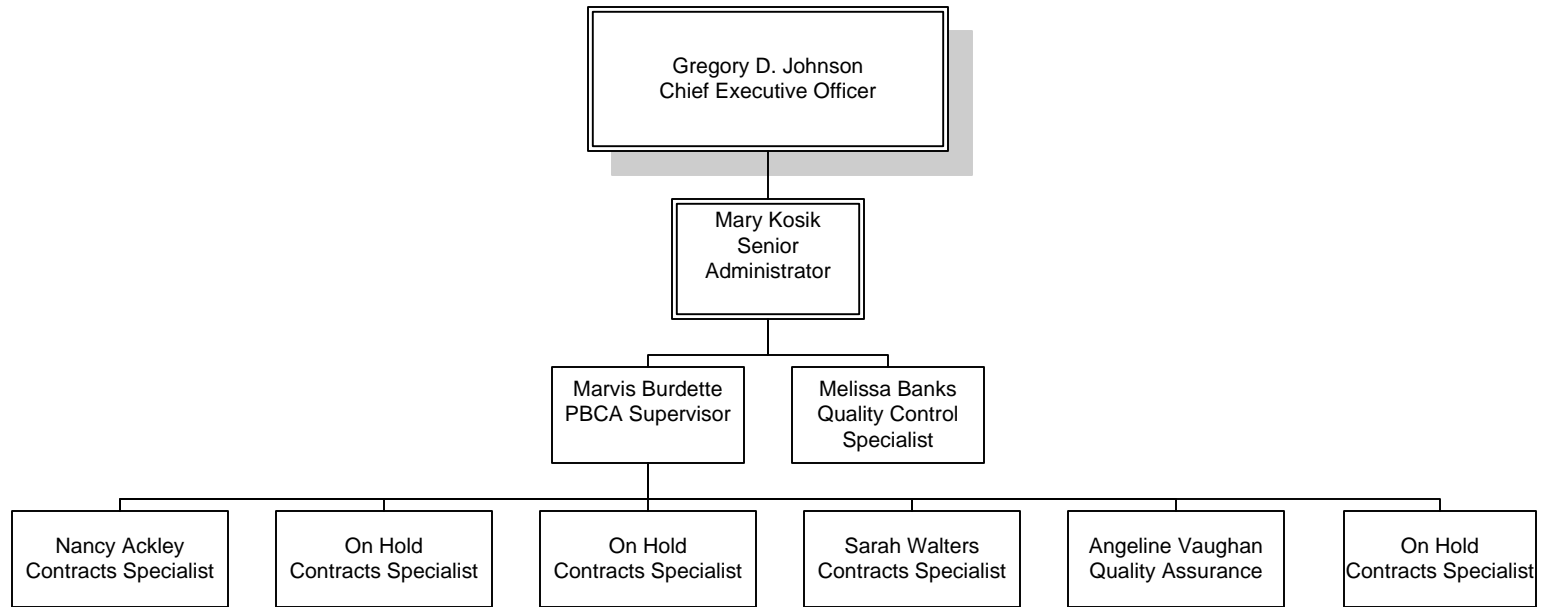 Gregory D. Johnson
Chief Executive Officer
Mary Kosik
Senior
Administrator
Marvis Burdette
PBCA Supervisor
Melissa Banks
Quality Control
Specialist
Nancy Ackley
Contracts Specialist
On Hold
Contracts Specialist
On Hold
Contracts Specialist
Sarah Walters
Contracts Specialist
Angeline Vaughan
Quality Assurance
On Hold
Contracts Specialist